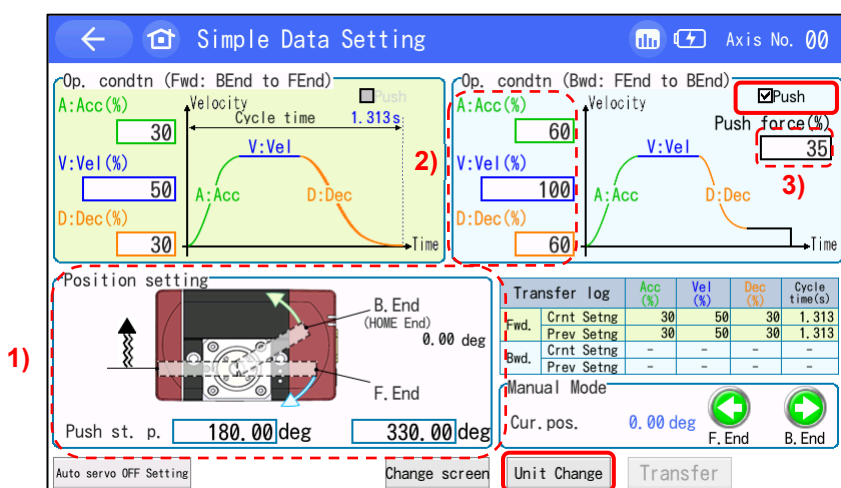 Simple Data Setting
Axis No. 00
Op. condtn (Fwd: BEnd to FEnd)
A:Acc(%)
30
V:Vel(%)
50
D:Dec(%)
30
Velocity
Push
Cycle time 1.313s
V:Vel
A:Acc
D:Dec
Time
2)
Op. condtn (Bwd: FEnd to BEnd)
A:Acc(%)
60
V:Vel(%)
100
D:Dec(%)
60
Velocity
Push
Push force(%)
35
3)
V:Vel
A:Acc
D:Dec
Time
1)
Position setting
B.End
(HOME End)
0.00 deg
F.End
Push st. p. 180.00 deg 330.00 deg
Transfer log Acc (%) Vel (%) Dec (%) Cycle time(s)
Fwd. Crnt Setng 30 50 30 1.313
Prev Setng 30 50 30 1.313
Bwd. Crnt Setng - - - -
Prev Setng - - - -
Manual Mode
Cur.pos. 0.00 deg
F.End B.End
Auto servo OFF Setting Change screen Unit Change Transfer